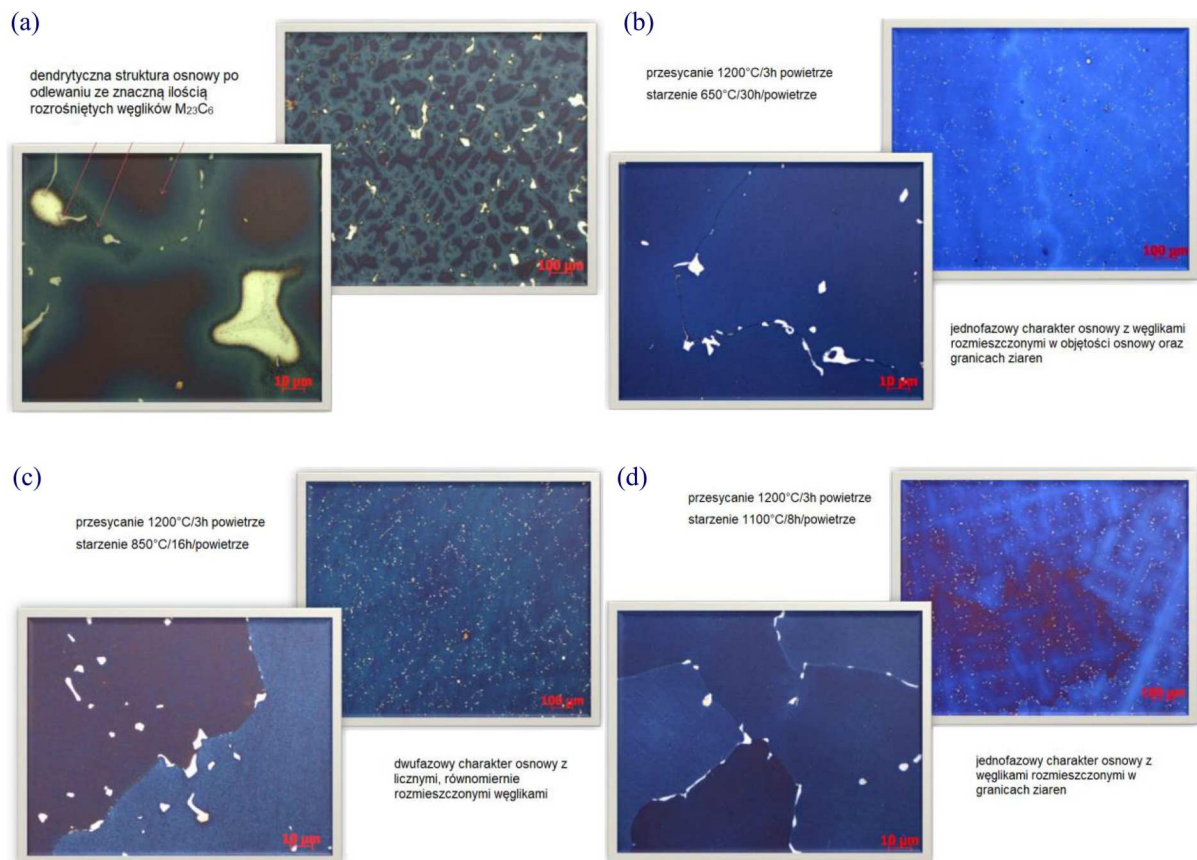 (a)
dendrytyczna struktura osnowy po
odlewaniu ze znaczną ilością
rozrośniętych węglików M₂₃C₆
100 µm
10 µm
(b)
przesycanie 1200°C/3h powietrze
starzenie 650°C/30h/powietrze
100 µm
10 µm
jednofazowy charakter osnowy z węglikami
rozmieszczonymi w objętości osnowy oraz
granicach ziaren
(c)
przesycanie 1200°C/3h powietrze
starzenie 850°C/16h/powietrze
100 µm
10 µm
dwufazowy charakter osnowy z
licznymi, równomiernie
rozmieszczonymi węglikami
(d)
przesycanie 1200°C/3h powietrze
starzenie 1100°C/8h/powietrze
100 µm
10 µm
jednofazowy charakter osnowy z
węglikami rozmieszczonymi w
granicach ziaren